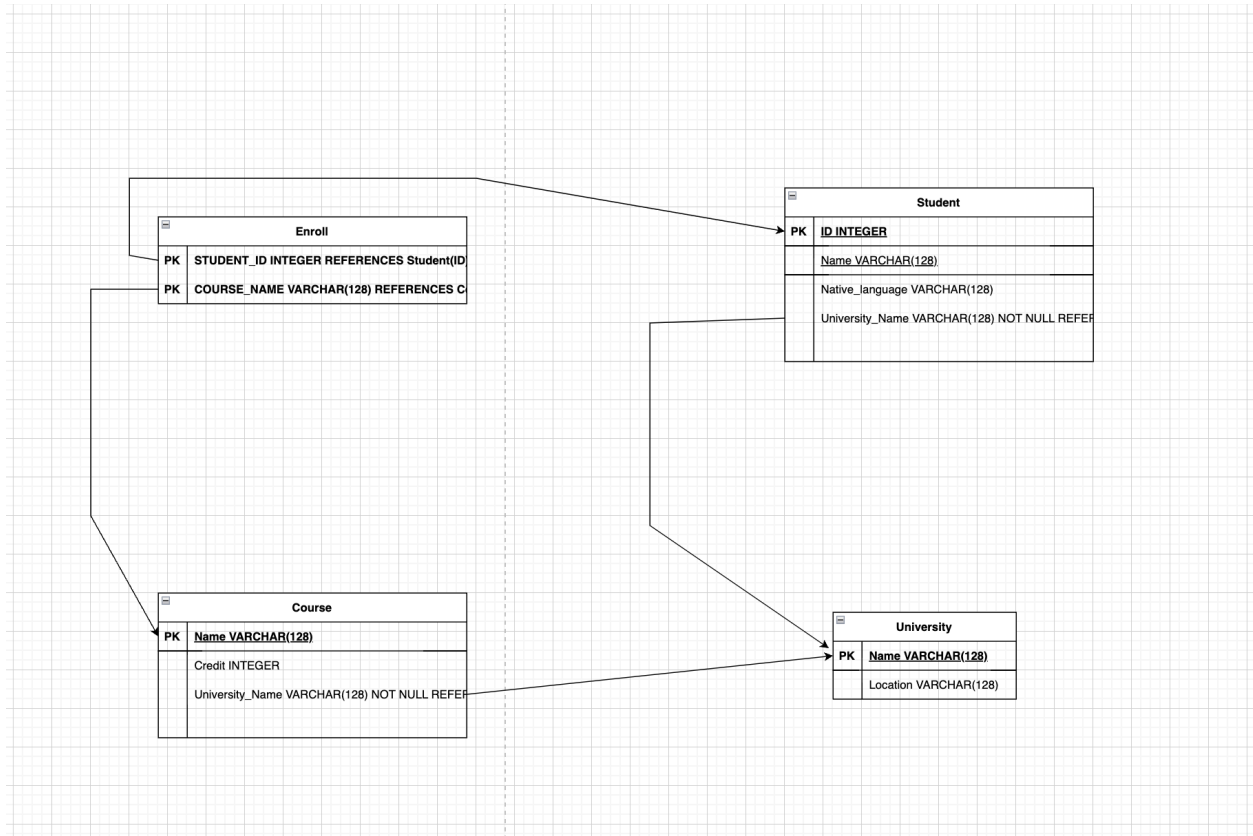 Enroll
PK STUDENT_ID INTEGER REFERENCES Student(ID)
PK COURSE_NAME VARCHAR(128) REFERENCES
Student
PK ID INTEGER
Name VARCHAR(128)
Native_language VARCHAR(128)
University_Name VARCHAR(128) NOT NULL
Course
PK Name VARCHAR(128)
Credit INTEGER
University_Name VARCHAR(128) NOT NULL
University
PK Name VARCHAR(128)
Location VARCHAR(128)